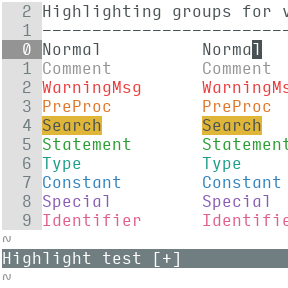 2 Highlighting groups for v
1 -------------------------
0 Normal Normal
1 Comment Comment
2 WarningMsg WarningMs
3 PreProc PreProc
4 Search Search
5 Statement Statement
6 Type Type
7 Constant Constant
8 Special Special
9 Identifier Identifie
~
Highlight test [+]
~